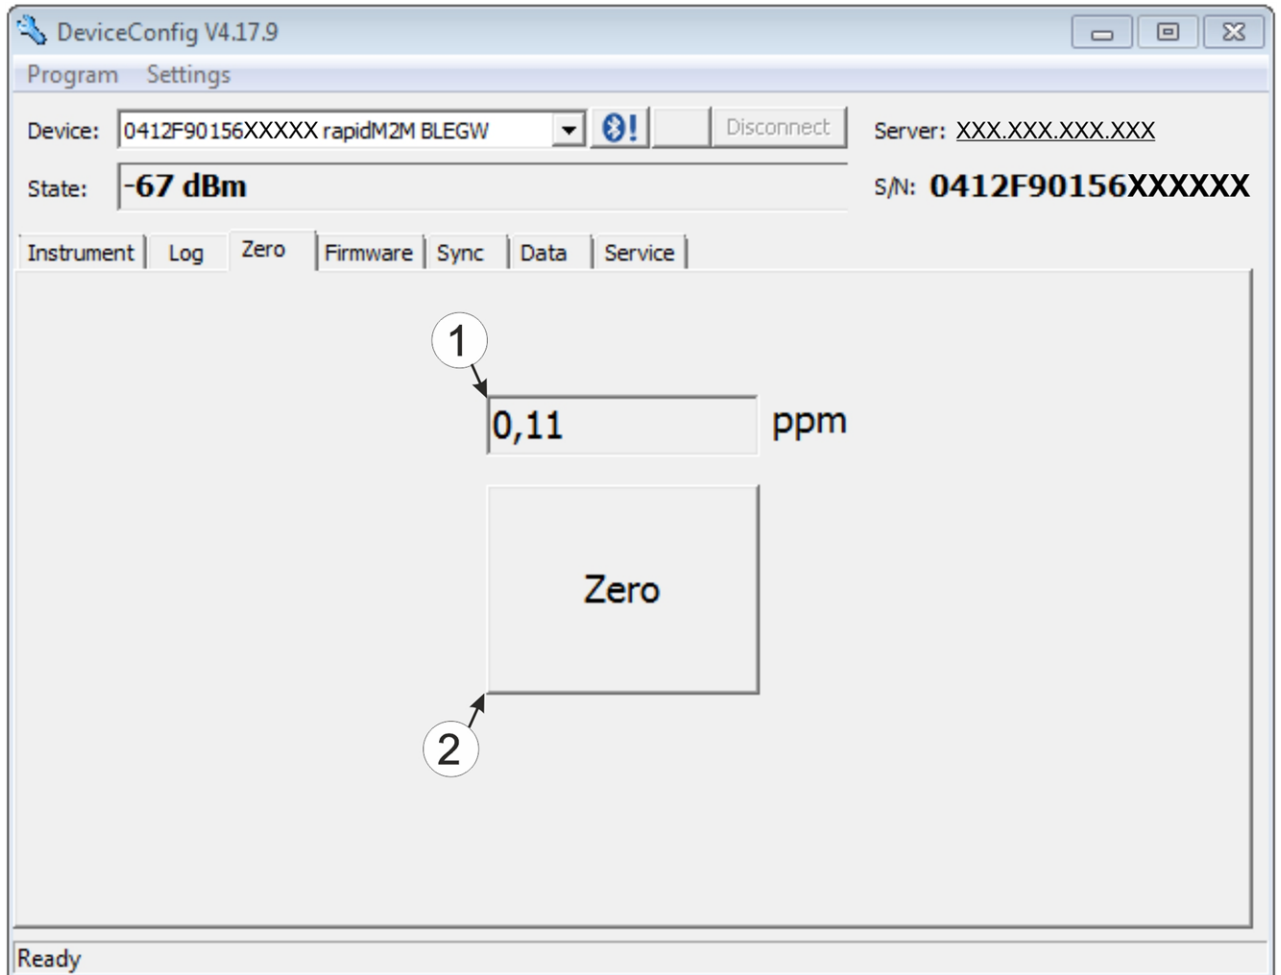 DeviceConfig V4.17.9
Program Settings
Device: 0412F90156XXXXX rapidM2M BLEGW Disconnect Server: XXX.XXX.XXX.XXX
State: -67 dBm S/N: 0412F90156XXXXXX
Instrument Log Zero Firmware Sync Data Service
1
0,11 ppm
Zero
2
Ready